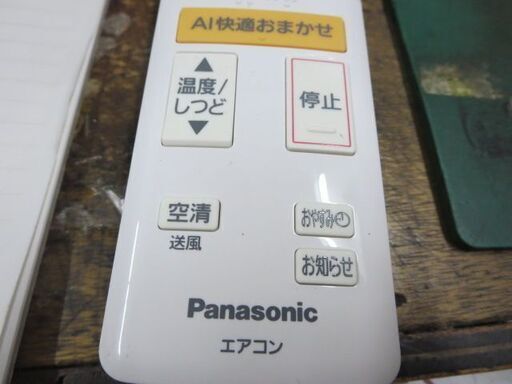 AI快適おまかせ
▲
温度/
しつど
▼
停止
空清
送風
おやすみ
お知らせ
Panasonic
エアコン